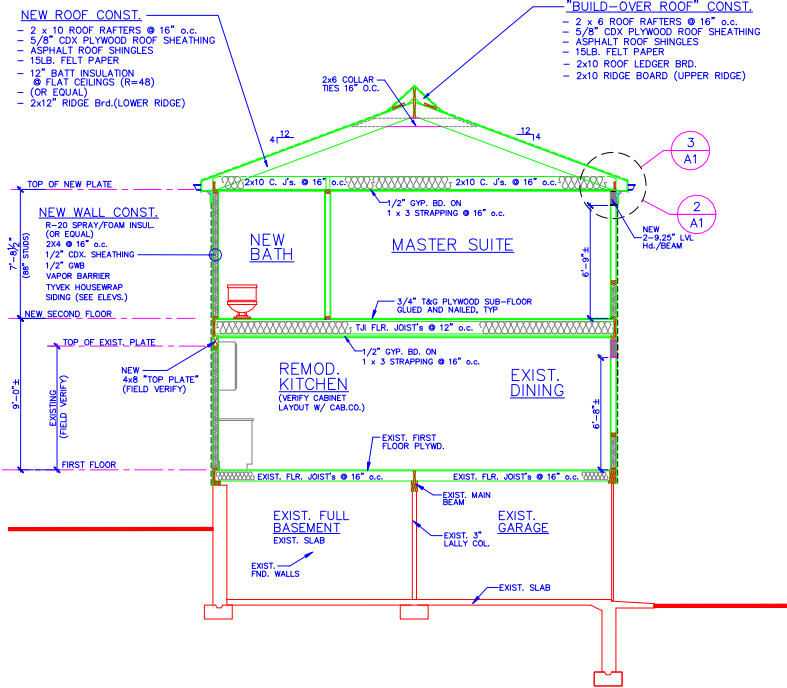 NEW ROOF CONST.
- 2 x 10 ROOF RAFTERS @ 16" o.c.
- 5/8" CDX PLYWOOD ROOF SHEATHING
- ASPHALT ROOF SHINGLES
- 15LB. FELT PAPER
- 12" BATT INSULATION
@ FLAT CEILINGS (R=48)
- (OR EQUAL)
- 2x12" RIDGE Brd.(LOWER RIDGE)
"BUILD-OVER ROOF" CONST.
- 2 x 6 ROOF RAFTERS @ 16" o.c.
- 5/8" CDX PLYWOOD ROOF SHEATHING
- ASPHALT ROOF SHINGLES
- 15LB. FELT PAPER
- 2x10 ROOF LEDGER BRD.
- 2x10 RIDGE BOARD (UPPER RIDGE)
2x6 COLLAR
TIES 16" O.C.
12
4
12
4
3
A1
2
A1
TOP OF NEW PLATE
2x10 C. J's. @ 16" o.c.
2x10 C. J's. @ 16" o.c.
1/2" GYP. BD. ON
1 x 3 STRAPPING @ 16" o.c.
NEW WALL CONST.
R-20 SPRAY/FOAM INSUL.
(OR EQUAL)
2X4 @ 16" o.c.
1/2" CDX. SHEATHING
1/2" GWB
VAPOR BARRIER
TYVEK HOUSEWRAP
SIDING (SEE ELEVS.)
7'-8½"
(88" STUDS)
NEW
BATH
MASTER SUITE
6'-9"±
NEW
2-9.25" LVL
Hd./BEAM
3/4" T&G PLYWOOD SUB-FLOOR
GLUED AND NAILED, TYP
NEW SECOND FLOOR
TJI FLR. JOIST's @ 12" o.c.
TOP OF EXIST. PLATE
1/2" GYP. BD. ON
1 x 3 STRAPPING @ 16" o.c.
NEW
4x8 "TOP PLATE"
(FIELD VERIFY)
REMOD.
KITCHEN
(VERIFY CABINET
LAYOUT W/ CAB.CO.)
EXIST.
DINING
9'-0"±
EXISTING
(FIELD VERIFY)
6'-8"±
EXIST. FIRST
FLOOR PLYWD.
FIRST FLOOR
EXIST. FLR. JOIST's @ 16" o.c.
EXIST. FLR. JOIST's @ 16" o.c.
EXIST. MAIN
BEAM
EXIST. FULL
BASEMENT
EXIST. SLAB
EXIST. 3"
LALLY COL.
EXIST.
GARAGE
EXIST.
FND. WALLS
EXIST. SLAB